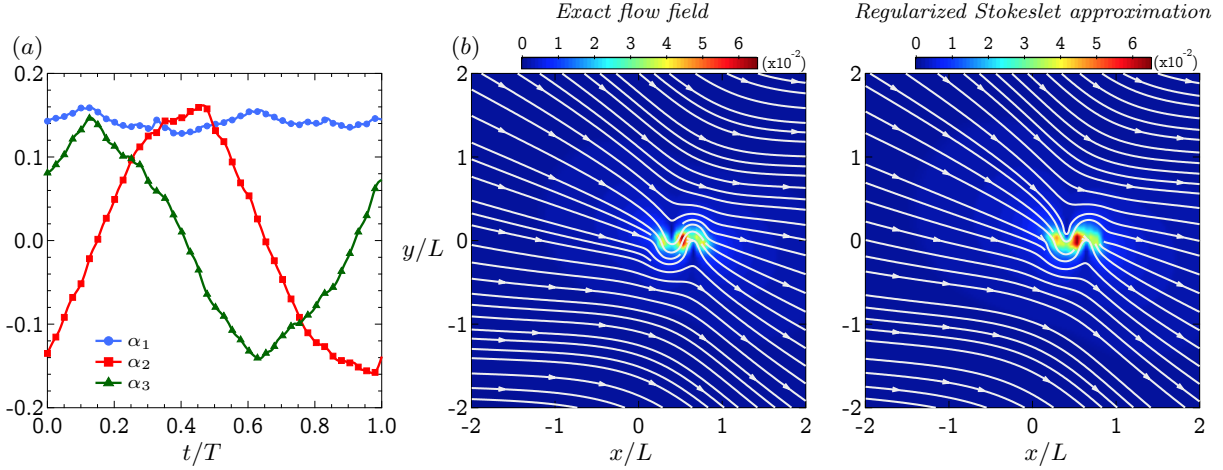 Exact flow field
Regularized Stokeslet approximation
(a)
(b)
0 1 2 3 4 5 6
(x10⁻²)
0 1 2 3 4 5 6
(x10⁻²)
0.2
0.1
0.0
-0.1
-0.2
α₁
α₂
α₃
0.0 0.2 0.4 0.6 0.8 1.0
t/T
y/L
2
1
0
-1
-2
-2 -1 0 1 2
x/L
2
1
0
-1
-2
-2 -1 0 1 2
x/L